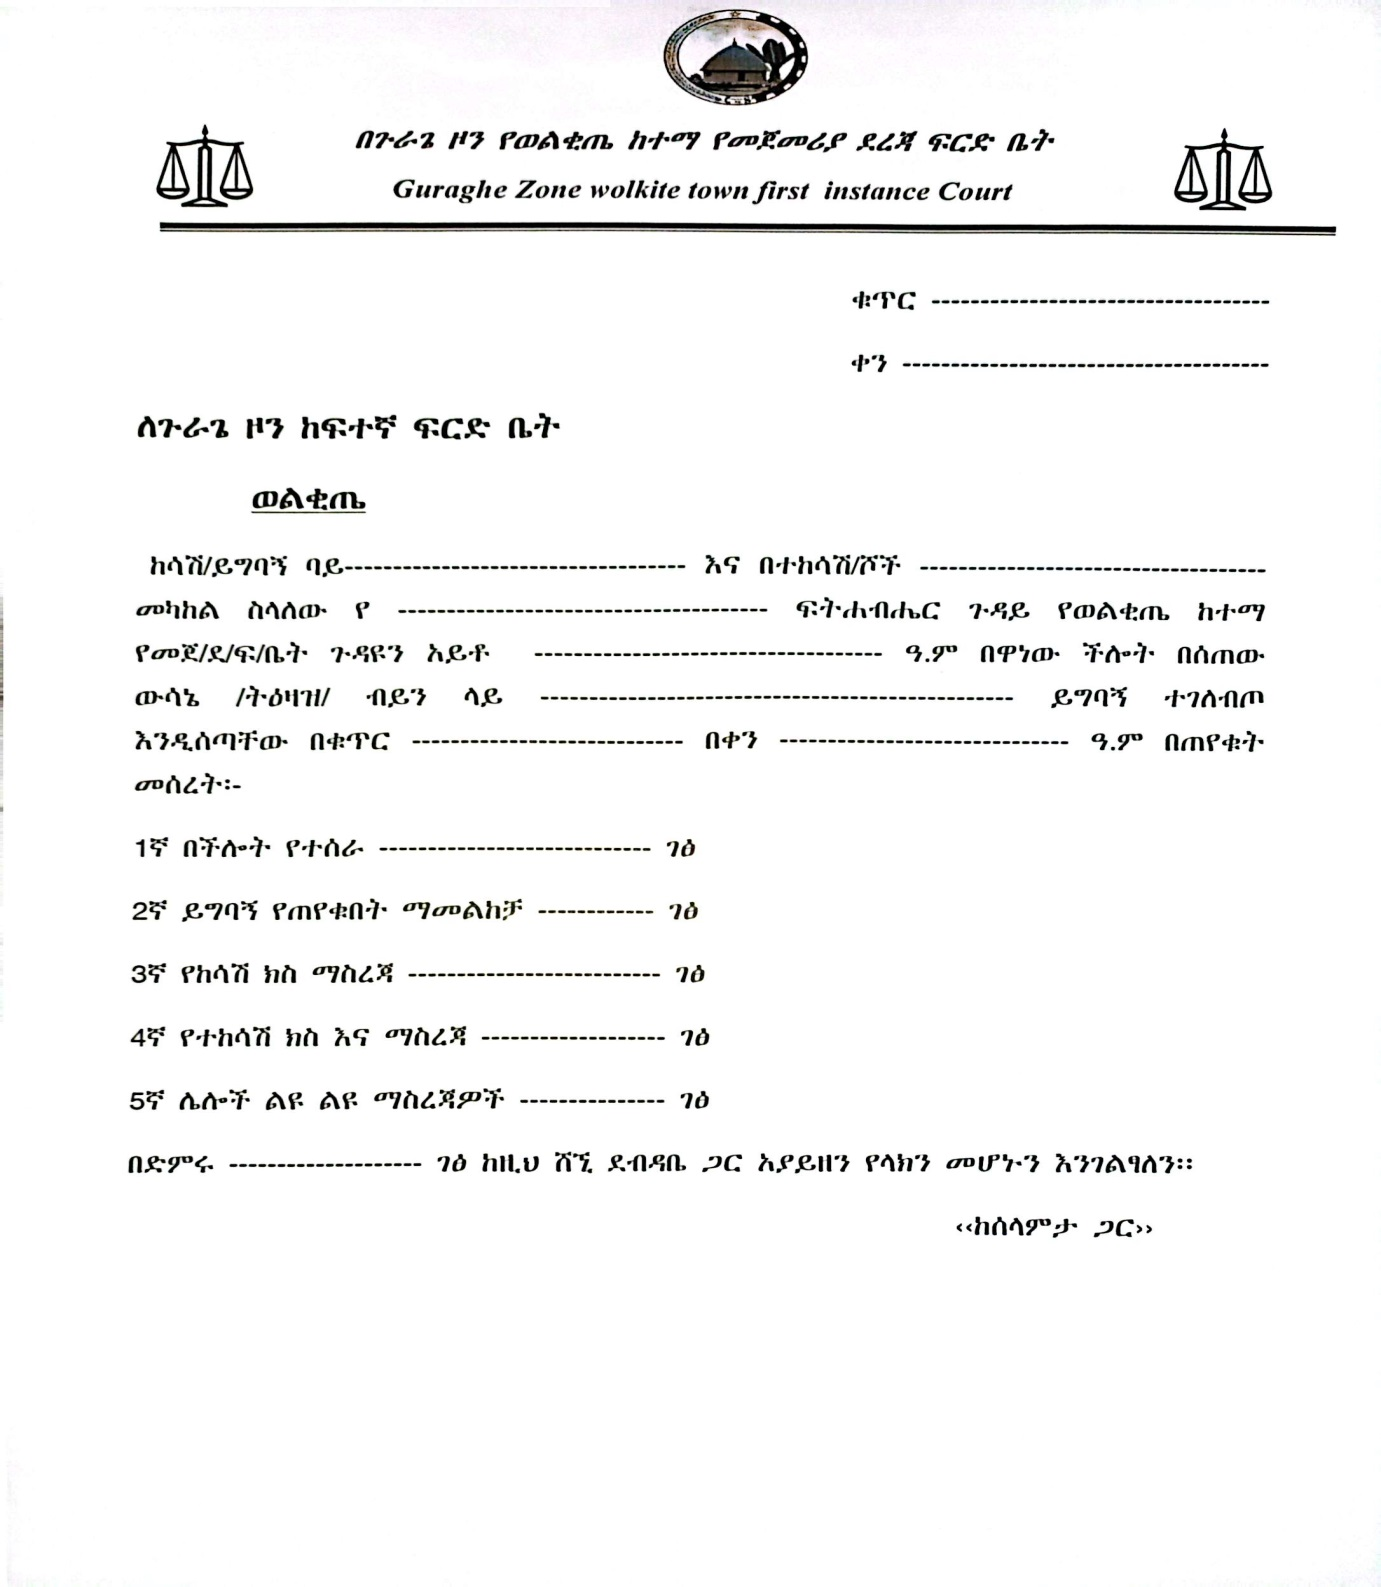 በጉራጌ ዞን የወልቂጤ ከተማ የመጀመሪያ ደረጃ ፍርድ ቤት
Guraghe Zone wolkite town first instance Court
ቁጥር -----------------------------------
ቀን --------------------------------------
ለጉራጌ ዞን ከፍተኛ ፍርድ ቤት
ወልቂጤ
ከሳሽ/ይግባኝ ባይ----------------------------------- እና በተከሳሽ/ሾች ------------------------------------
መካከል ስላለው የ -------------------------------------- ፍትሐብሔር ጉዳይ የወልቂጤ ከተማ
የመጀ/ደ/ፍ/ቤት ጉዳዩን አይቶ ------------------------------------ ዓ.ም በዋነው ችሎት በሰጠው
ውሳኔ /ትዕዛዝ/ ብይን ላይ ------------------------------------------------- ይግባኝ ተገለብጦ
እንዲሰጣቸው በቁጥር ---------------------------- በቀን ------------------------------ ዓ.ም በጠየቁት
መሰረት፡-
1ኛ በችሎት የተሰራ ---------------------------- ገፅ
2ኛ ይግባኝ የጠየቁበት ማመልከቻ ------------ ገፅ
3ኛ የከሳሽ ክስ ማስረጃ -------------------------- ገፅ
4ኛ የተከሳሽ ክስ እና ማስረጃ ------------------- ገፅ
5ኛ ሌሎች ልዩ ልዩ ማስረጃዎች --------------- ገፅ
በድምሩ -------------------- ገፅ ከዚህ ሸኚ ደብዳቤ ጋር አያይዘን የላክን መሆኑን እንገልፃለን፡፡
‹‹ከሰላምታ ጋር››